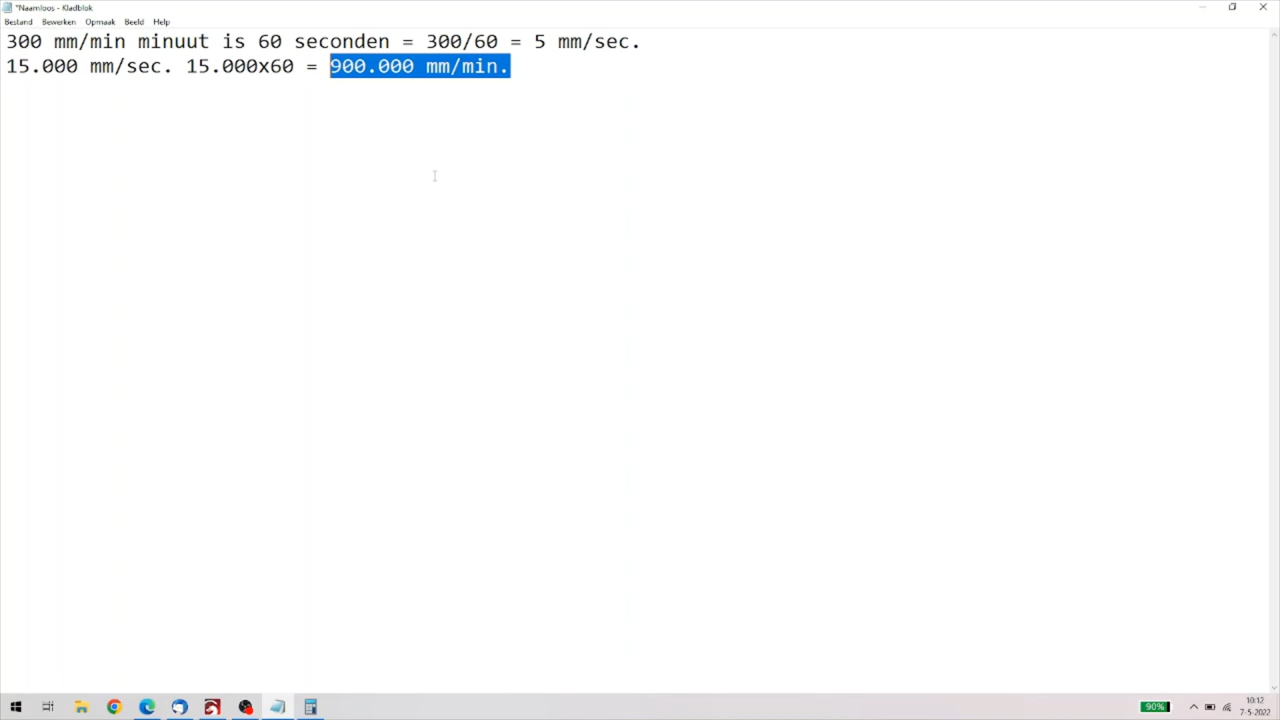 *Naamloos - Kladblok
Bestand Bewerken Opmaak Beeld Help
300 mm/min minuut is 60 seconden = 300/60 = 5 mm/sec.
15.000 mm/sec. 15.000x60 = 900.000 mm/min.
90%
10:12
7-5-2022